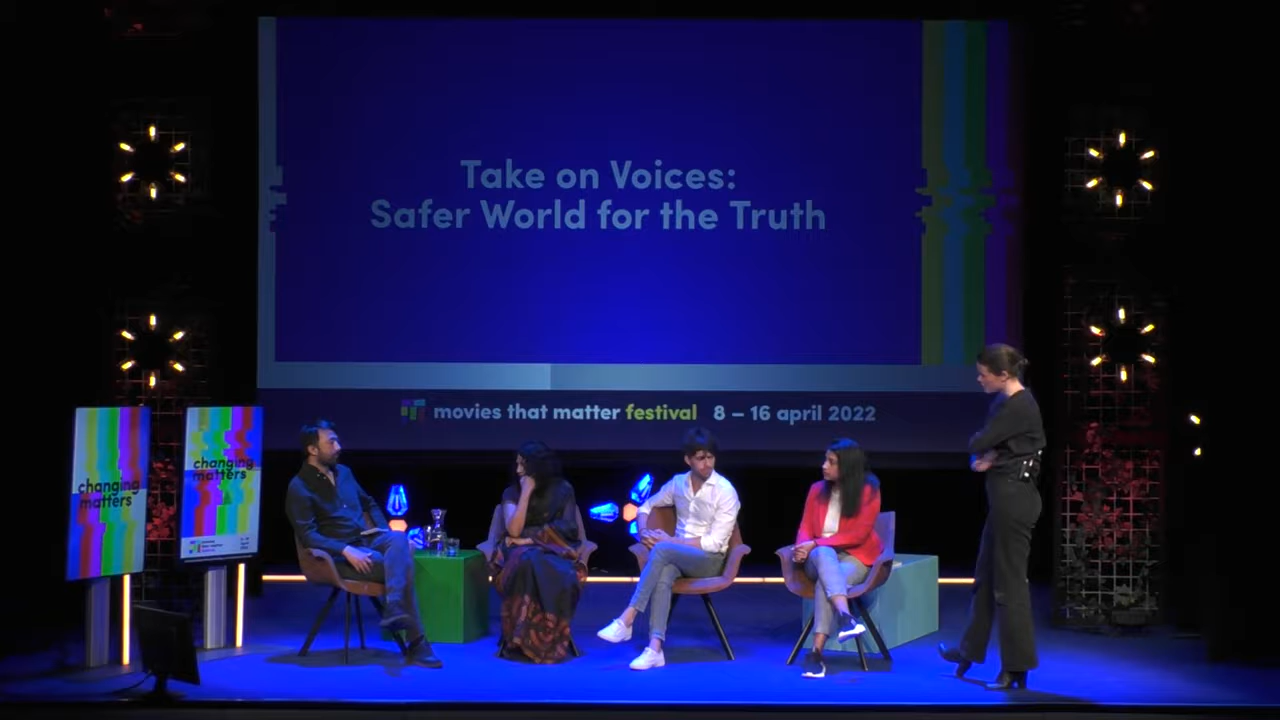 Take on Voices:
Safer World for the Truth
movies that matter festival 8 – 16 april 2022
changing
matters
changing
matters